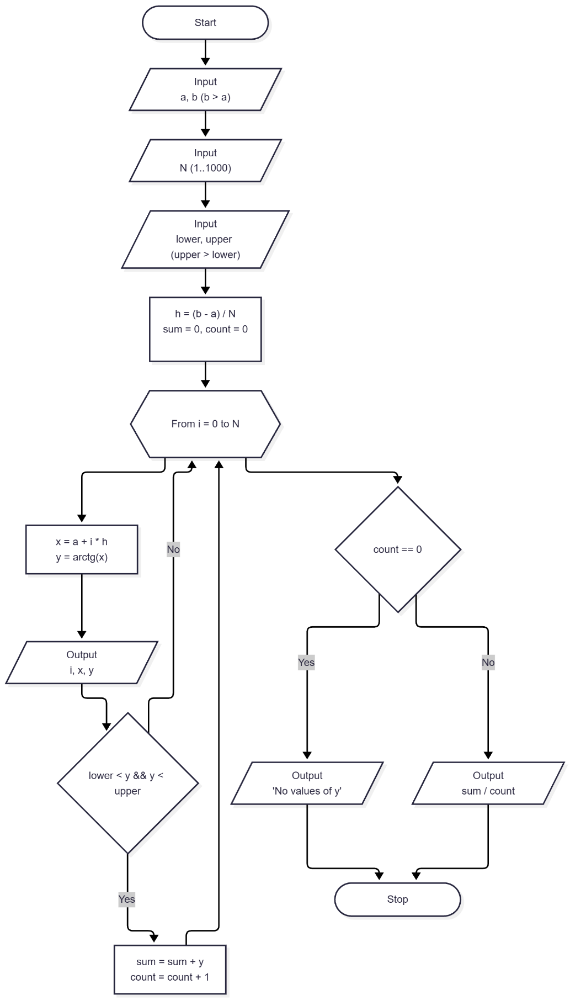 Start
Input
a, b (b > a)
Input
N (1..1000)
Input
lower, upper
(upper > lower)
h = (b - a) / N
sum = 0, count = 0
From i = 0 to N
x = a + i * h
y = arctg(x)
No
count == 0
Output
i, x, y
Yes
No
lower < y && y <
upper
Output
'No values of y'
Output
sum / count
Yes
Stop
sum = sum + y
count = count + 1